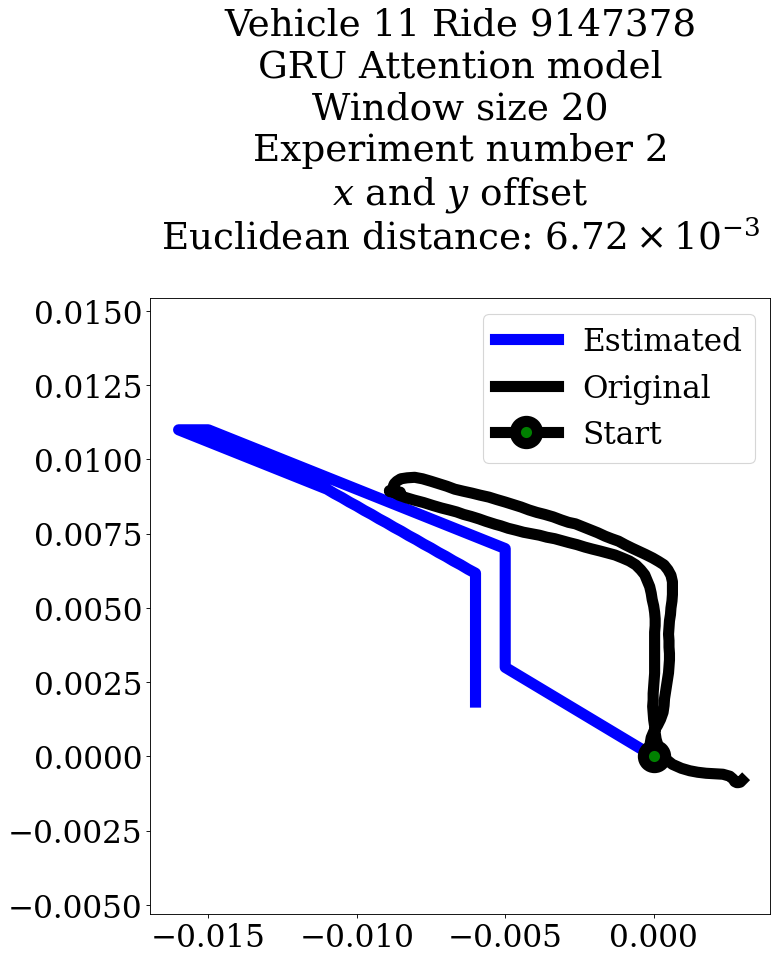 Vehicle 11 Ride 9147378
GRU Attention model
Window size 20
Experiment number 2
x and y offset
Euclidean distance: 6.72 × 10⁻³
Estimated
Original
Start
0.0150
0.0125
0.0100
0.0075
0.0050
0.0025
0.0000
−0.0025
−0.0050
−0.015 −0.010 −0.005 0.000